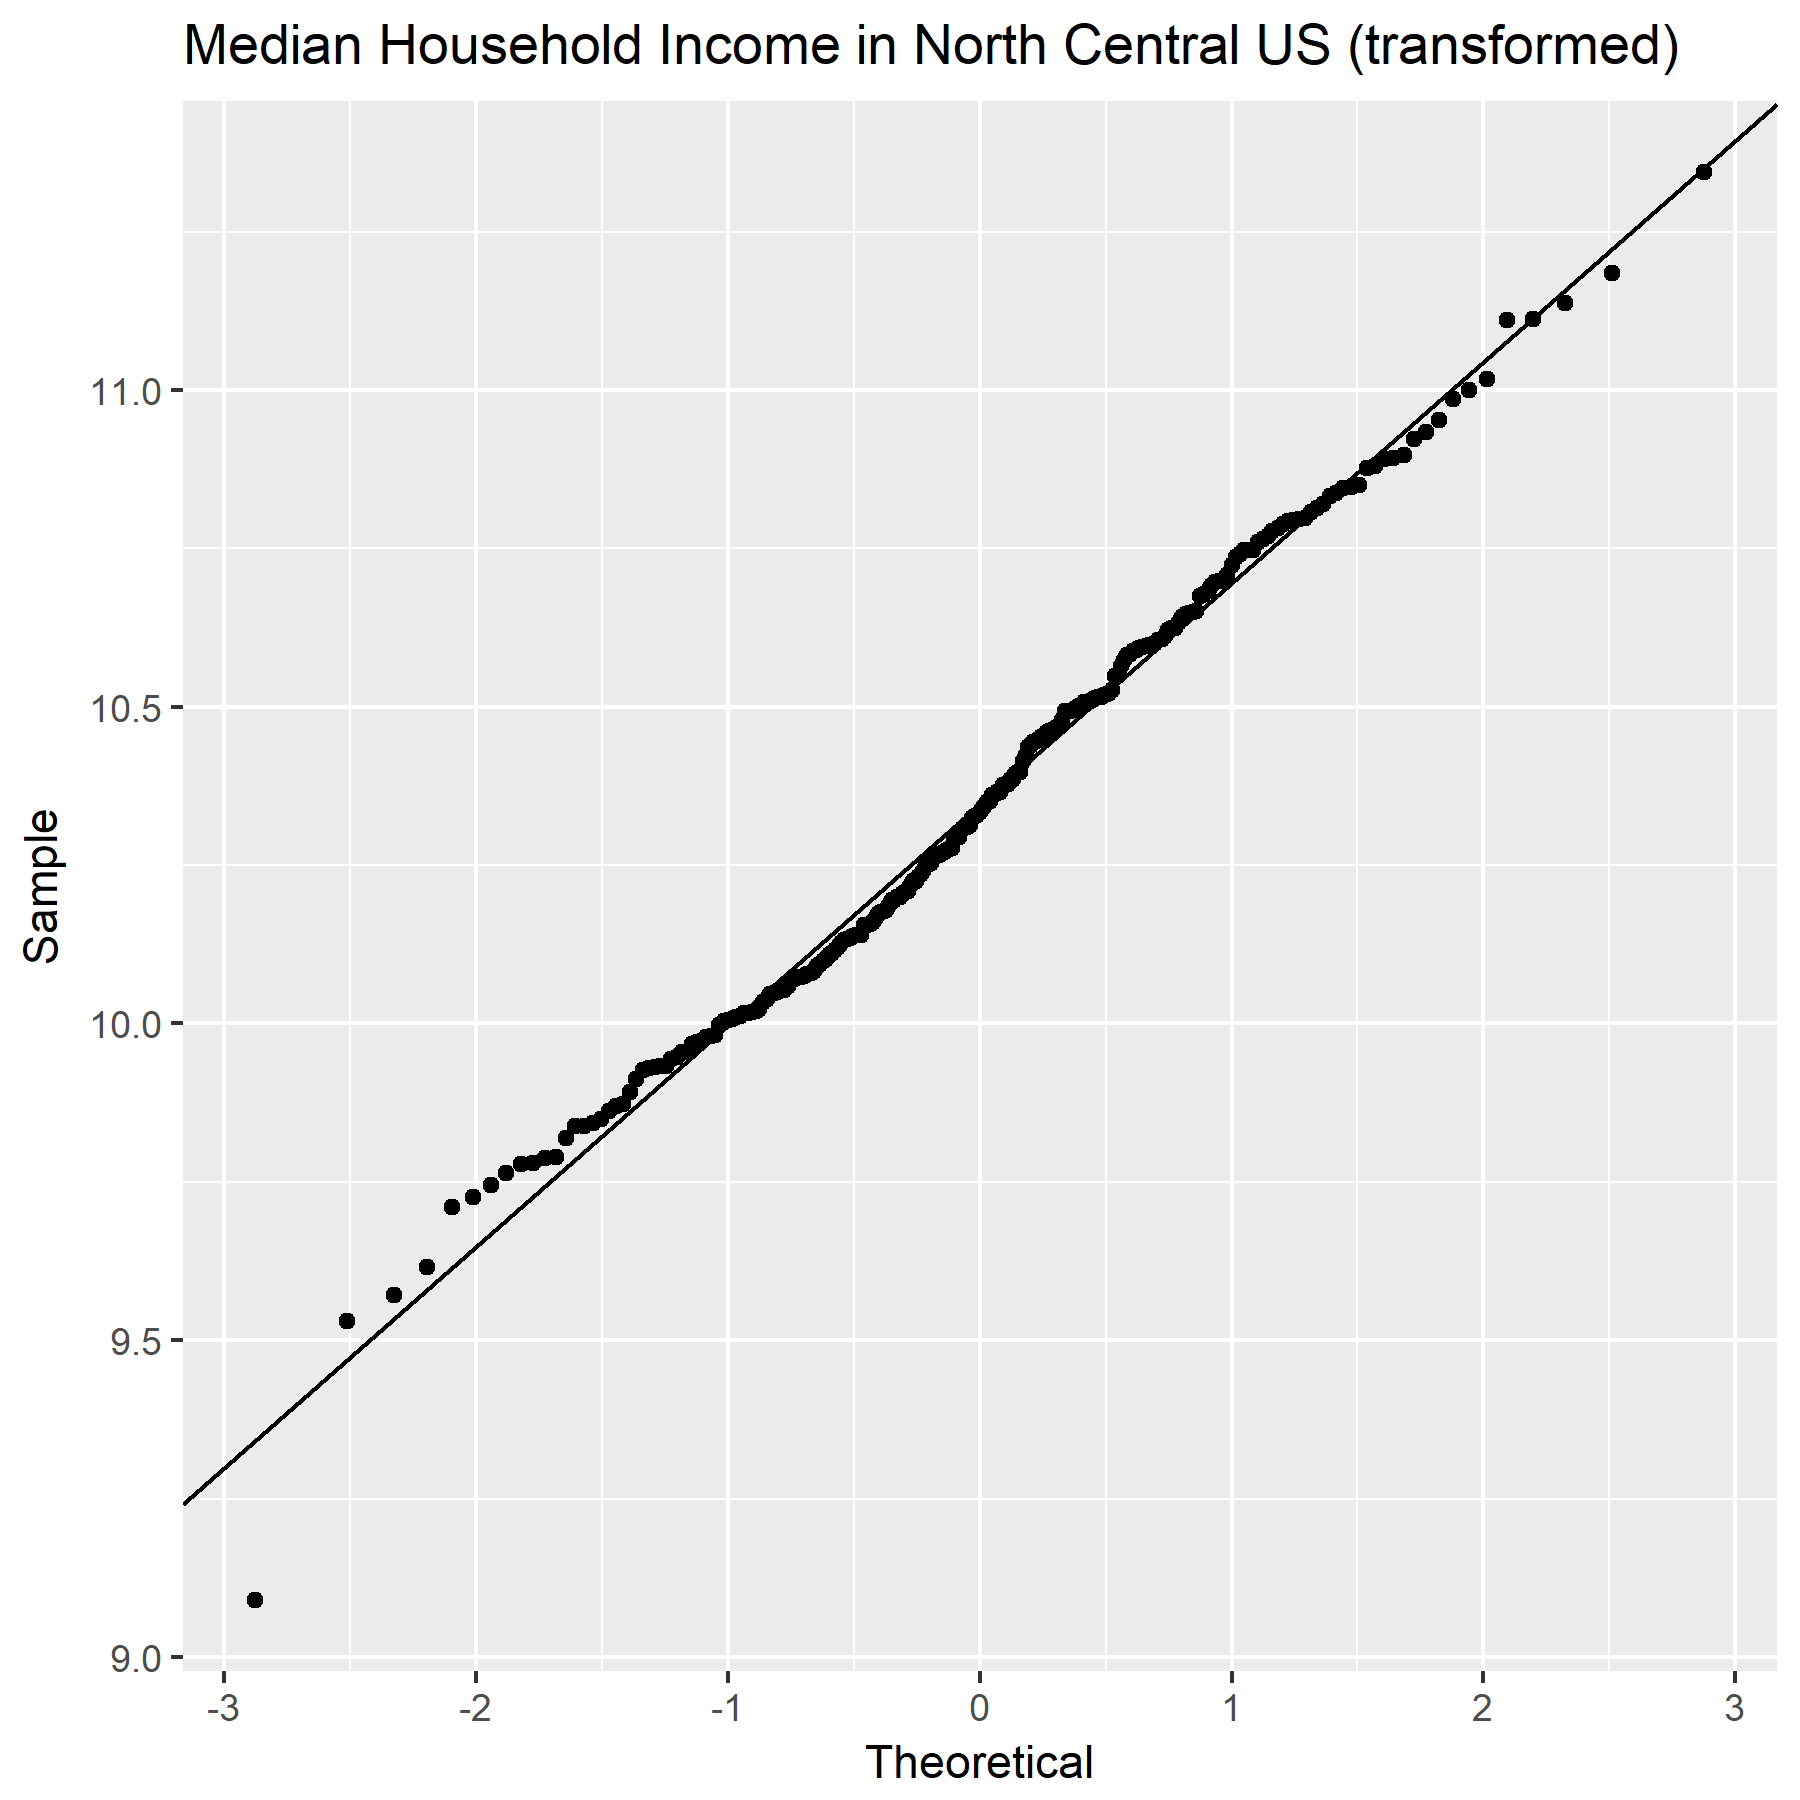 Median Household Income in North Central US (transformed)
11.0
10.5
10.0
9.5
9.0
Sample
-3 -2 -1 0 1 2 3
Theoretical